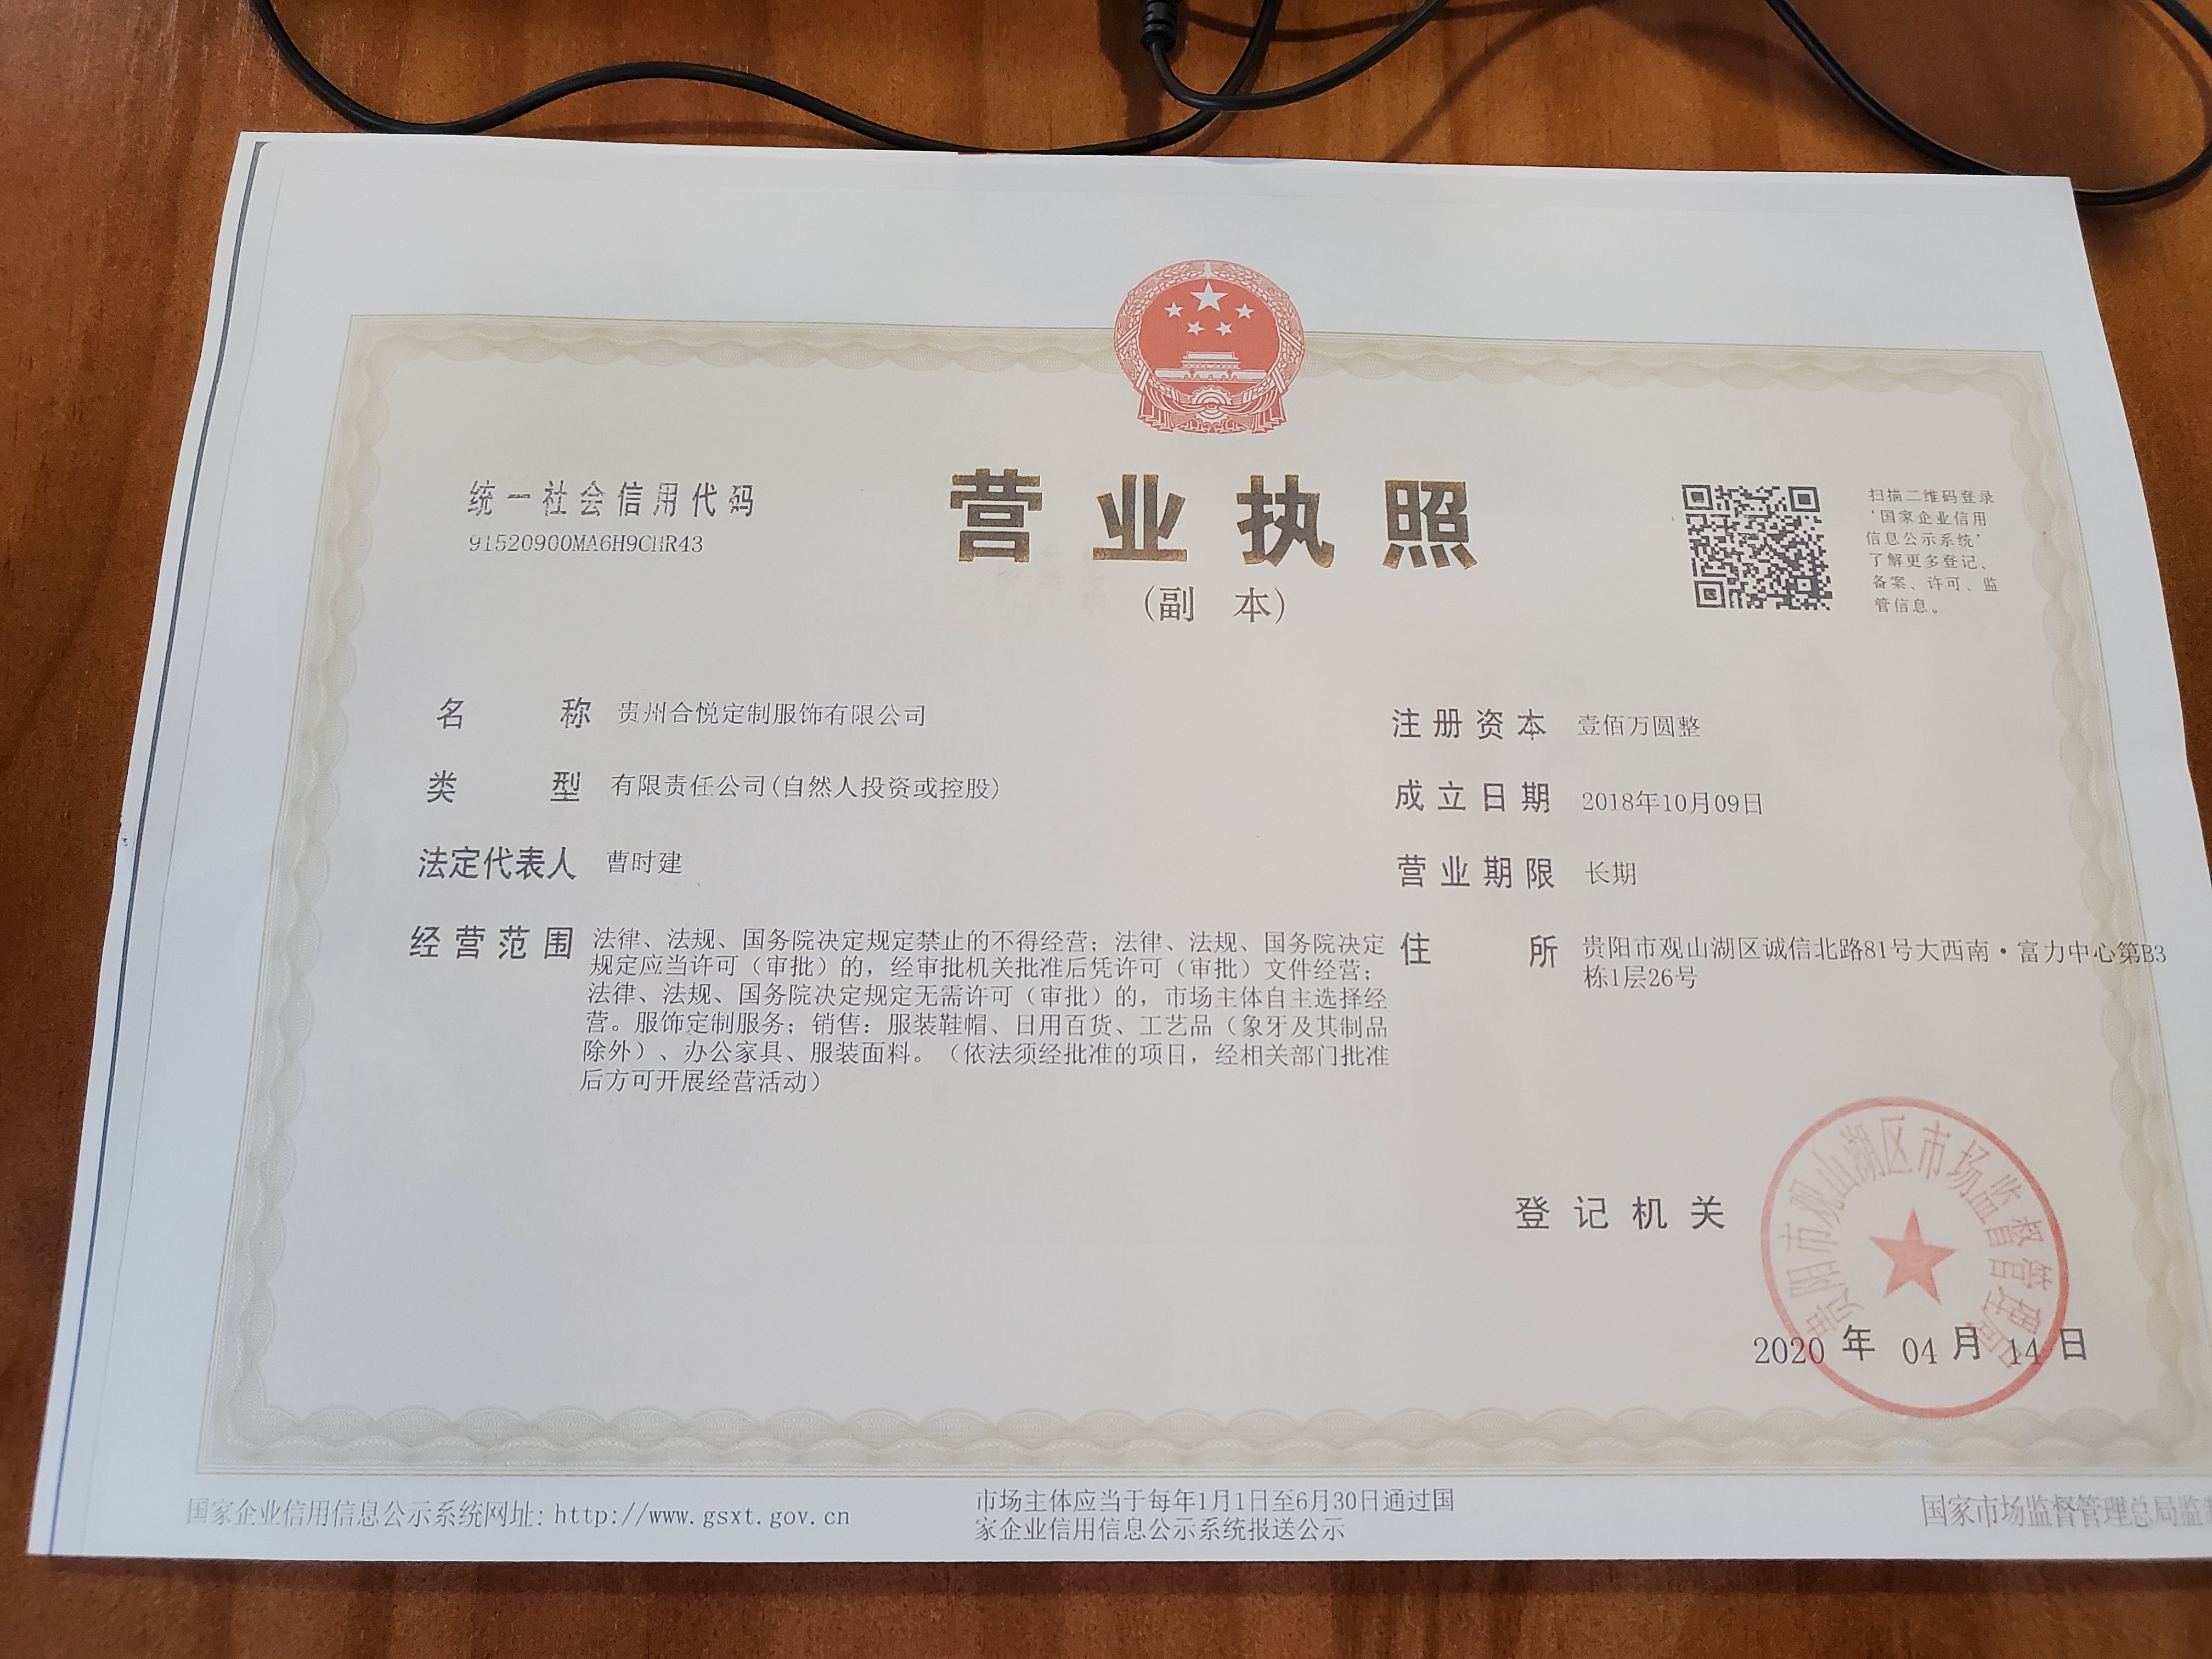 营业执照
(副 本)
统一社会信用代码
91520900MA6H9CHR43
扫描二维码登录
‘国家企业信用
信息公示系统’
了解更多登记、
备案、许可、监
管信息。
名 称 贵州合悦定制服饰有限公司
类 型 有限责任公司(自然人投资或控股)
法定代表人 曹时建
经营范围 法律、法规、国务院决定规定禁止的不得经营；法律、法规、国务院决定
规定应当许可（审批）的，经审批机关批准后凭许可（审批）文件经营；
法律、法规、国务院决定规定无需许可（审批）的，市场主体自主选择经
营。服饰定制服务；销售：服装鞋帽、日用百货、工艺品（象牙及其制品
除外）、办公家具、服装面料。（依法须经批准的项目，经相关部门批准
后方可开展经营活动）
注册资本 壹佰万圆整
成立日期 2018年10月09日
营业期限 长期
住 所 贵阳市观山湖区诚信北路81号大西南·富力中心第B3
栋1层26号
登记机关
贵阳市观山湖区市场监督管理局
2020 年 04 月 14 日
国家企业信用信息公示系统网址：http://www.gsxt.gov.cn
市场主体应当于每年1月1日至6月30日通过国
家企业信用信息公示系统报送公示
国家市场监督管理总局监制